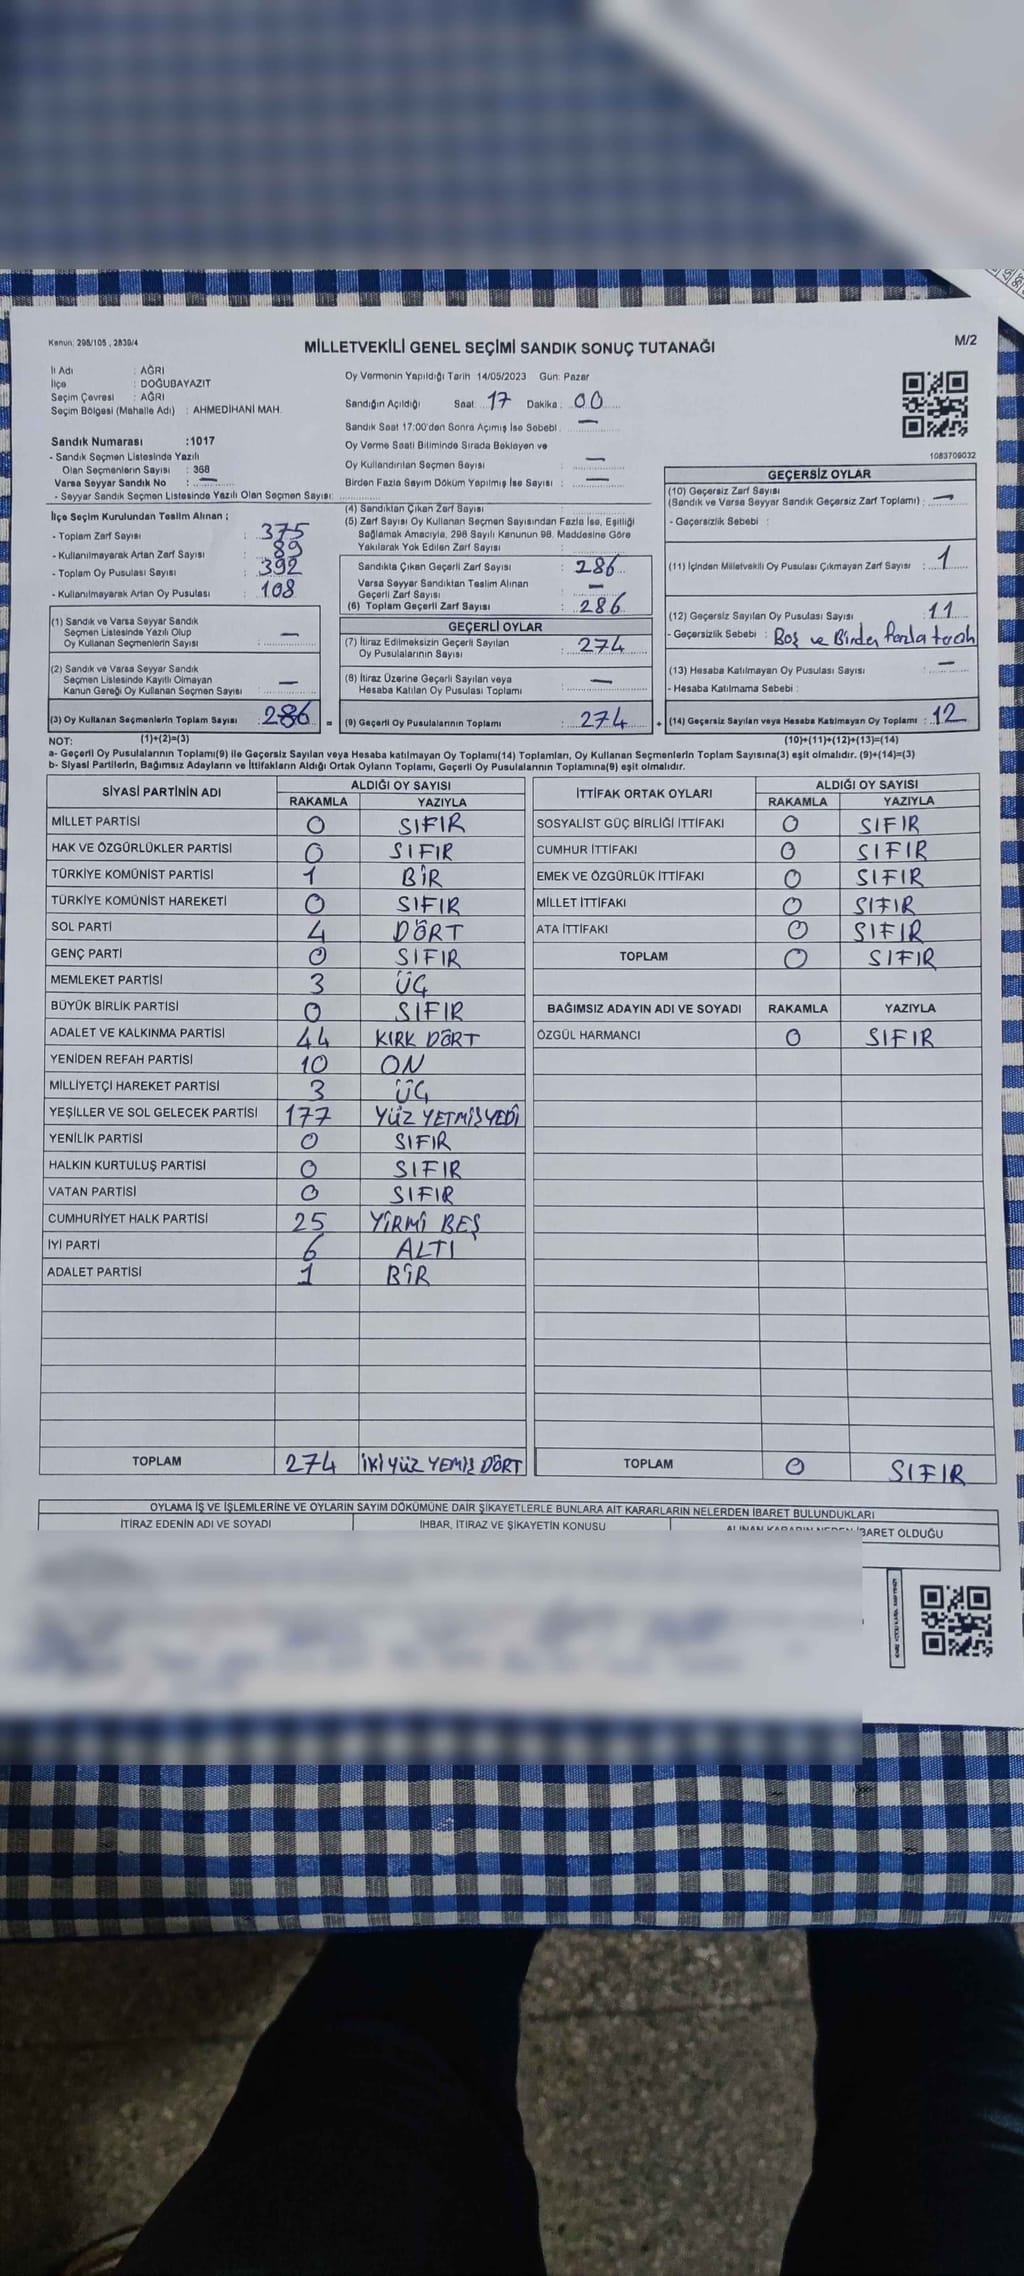 Kanun: 298/105 , 2839/4
MİLLETVEKİLİ GENEL SEÇİMİ SANDIK SONUÇ TUTANAĞI
M/2
İl Adı : AĞRI
İlçe : DOĞUBAYAZIT
Seçim Çevresi : AĞRI
Seçim Bölgesi (Mahalle Adı) : AHMEDİHANİ MAH.
Sandık Numarası :1017
- Sandık Seçmen Listesinde Yazılı
Olan Seçmenlerin Sayısı : 368
Varsa Seyyar Sandık No : —
- Seyyar Sandık Seçmen Listesinde Yazılı Olan Seçmen Sayısı:
Oy Vermenin Yapıldığı Tarih 14/05/2023 Gün: Pazar
Sandığın Açıldığı Saat 17 Dakika: 00
Sandık Saat 17:00'den Sonra Açılmış İse Sebebi —
Oy Verme Saati Bitiminde Sırada Bekleyen ve
Oy Kullandırılan Seçmen Sayısı —
Birden Fazla Sayım Döküm Yapılmış İse Sayısı : —
1083709032
İlçe Seçim Kurulundan Teslim Alınan ;
- Toplam Zarf Sayısı : 375
- Kullanılmayarak Artan Zarf Sayısı : 89
- Toplam Oy Pusulası Sayısı : 392
- Kullanılmayarak Artan Oy Pusulası : 108
(1) Sandık ve Varsa Seyyar Sandık
Seçmen Listesinde Yazılı Olup
Oy Kullanan Seçmenlerin Sayısı —
(2) Sandık ve Varsa Seyyar Sandık
Seçmen Listesinde Kayıtlı Olmayan
Kanun Gereği Oy Kullanan Seçmen Sayısı —
(3) Oy Kullanan Seçmenlerin Toplam Sayısı : 286 =
(1)+(2)=(3)
(4) Sandıktan Çıkan Zarf Sayısı
(5) Zarf Sayısı Oy Kullanan Seçmen Sayısından Fazla İse, Eşitliği
Sağlamak Amacıyla, 298 Sayılı Kanunun 98. Maddesine Göre
Yakılarak Yok Edilen Zarf Sayısı :
Sandıkta Çıkan Geçerli Zarf Sayısı : 286
Varsa Seyyar Sandıktan Teslim Alınan
Geçerli Zarf Sayısı —
(6) Toplam Geçerli Zarf Sayısı : 286
GEÇERLİ OYLAR
(7) İtiraz Edilmeksizin Geçerli Sayılan
Oy Pusulalarının Sayısı : 274
(8) İtiraz Üzerine Geçerli Sayılan veya
Hesaba Katılan Oy Pusulası Toplamı —
(9) Geçerli Oy Pusulalarının Toplamı : 274 +
GEÇERSİZ OYLAR
(10) Geçersiz Zarf Sayısı
(Sandık ve Varsa Seyyar Sandık Geçersiz Zarf Toplamı) : —
- Geçersizlik Sebebi :
(11) İçinden Milletvekili Oy Pusulası Çıkmayan Zarf Sayısı : 1
(12) Geçersiz Sayılan Oy Pusulası Sayısı : 11
- Geçersizlik Sebebi : Boş ve Birden Fazla tercih
(13) Hesaba Katılmayan Oy Pusulası Sayısı : —
- Hesaba Katılmama Sebebi :
(14) Geçersiz Sayılan veya Hesaba Katılmayan Oy Toplamı : 12
(10)+(11)+(12)+(13)=(14)
NOT:
a- Geçerli Oy Pusulalarının Toplamı(9) ile Geçersiz Sayılan veya Hesaba katılmayan Oy Toplamı(14) Toplamları, Oy Kullanan Seçmenlerin Toplam Sayısına(3) eşit olmalıdır. (9)+(14)=(3)
b- Siyasi Partilerin, Bağımsız Adayların ve İttifakların Aldığı Ortak Oyların Toplamı, Geçerli Oy Pusulalarının Toplamına(9) eşit olmalıdır.
SİYASİ PARTİNİN ADI ALDIĞI OY SAYISI
RAKAMLA YAZIYLA
MİLLET PARTİSİ 0 SIFIR
HAK VE ÖZGÜRLÜKLER PARTİSİ 0 SIFIR
TÜRKİYE KOMÜNİST PARTİSİ 1 BİR
TÜRKİYE KOMÜNİST HAREKETİ 0 SIFIR
SOL PARTİ 4 DÖRT
GENÇ PARTİ 0 SIFIR
MEMLEKET PARTİSİ 3 ÜÇ
BÜYÜK BİRLİK PARTİSİ 0 SIFIR
ADALET VE KALKINMA PARTİSİ 44 KIRK DÖRT
YENİDEN REFAH PARTİSİ 10 ON
MİLLİYETÇİ HAREKET PARTİSİ 3 ÜÇ
YEŞİLLER VE SOL GELECEK PARTİSİ 177 YÜZ YETMİŞ YEDİ
YENİLİK PARTİSİ 0 SIFIR
HALKIN KURTULUŞ PARTİSİ 0 SIFIR
VATAN PARTİSİ 0 SIFIR
CUMHURİYET HALK PARTİSİ 25 YİRMİ BEŞ
İYİ PARTİ 6 ALTI
ADALET PARTİSİ 1 BİR
TOPLAM 274 İKİ YÜZ YEMİŞ DÖRT
İTTİFAK ORTAK OYLARI ALDIĞI OY SAYISI
RAKAMLA YAZIYLA
SOSYALİST GÜÇ BİRLİĞİ İTTİFAKI 0 SIFIR
CUMHUR İTTİFAKI 0 SIFIR
EMEK VE ÖZGÜRLÜK İTTİFAKI 0 SIFIR
MİLLET İTTİFAKI 0 SIFIR
ATA İTTİFAKI 0 SIFIR
TOPLAM 0 SIFIR
BAĞIMSIZ ADAYIN ADI VE SOYADI RAKAMLA YAZIYLA
ÖZGÜL HARMANCI 0 SIFIR
TOPLAM 0 SIFIR
OYLAMA İŞ VE İŞLEMLERİNE VE OYLARIN SAYIM DÖKÜMÜNE DAİR ŞİKAYETLERLE BUNLARA AİT KARARLARIN NELERDEN İBARET BULUNDUKLARI
İTİRAZ EDENİN ADI VE SOYADI
İHBAR, İTİRAZ VE ŞİKAYETİN KONUSU
ALINAN KARARIN NEDEN İBARET OLDUĞU